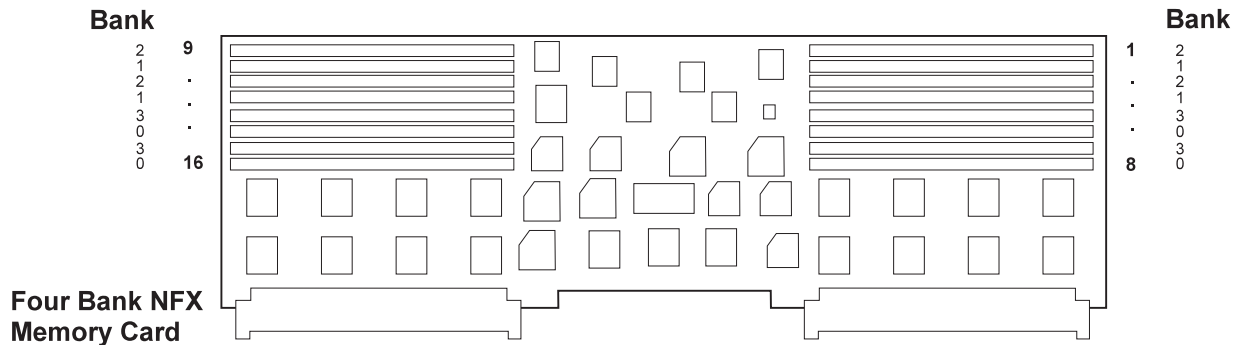 Bank Bank
2 9 1 2
1 1
2 . . 2
1 . . 1
3 . . 3
0 0
3 3
0 16 8 0
Four Bank NFX
Memory Card